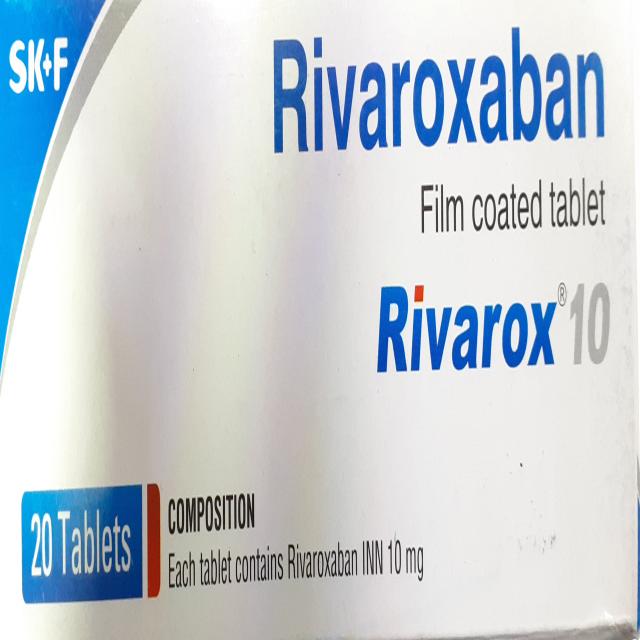 SK+F
Rivaroxaban
Film coated tablet
Rivarox® 10
20 Tablets
COMPOSITION
Each tablet contains Rivaroxaban INN 10 mg